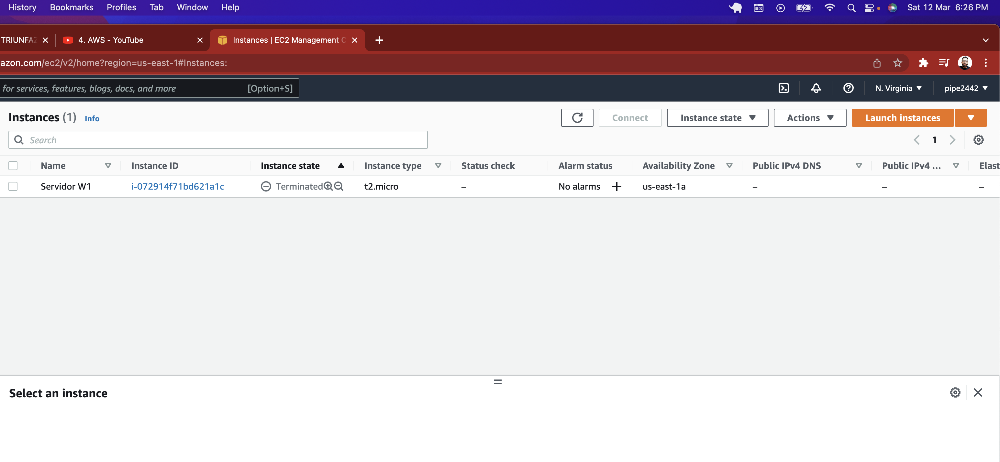 History Bookmarks Profiles Tab Window Help Sat 12 Mar 6:26 PM
TRIUNFAZ 4. AWS - YouTube Instances | EC2 Management C
azon.com/ec2/v2/home?region=us-east-1#Instances:
for services, features, blogs, docs, and more [Option+S] N. Virginia pipe2442
Instances (1) Info Connect Instance state Actions Launch instances
Search 1
Name Instance ID Instance state Instance type Status check Alarm status Availability Zone Public IPv4 DNS Public IPv4 ... Elast
Servidor W1 i-072914f71bd621a1c Terminated t2.micro – No alarms + us-east-1a – – –
Select an instance